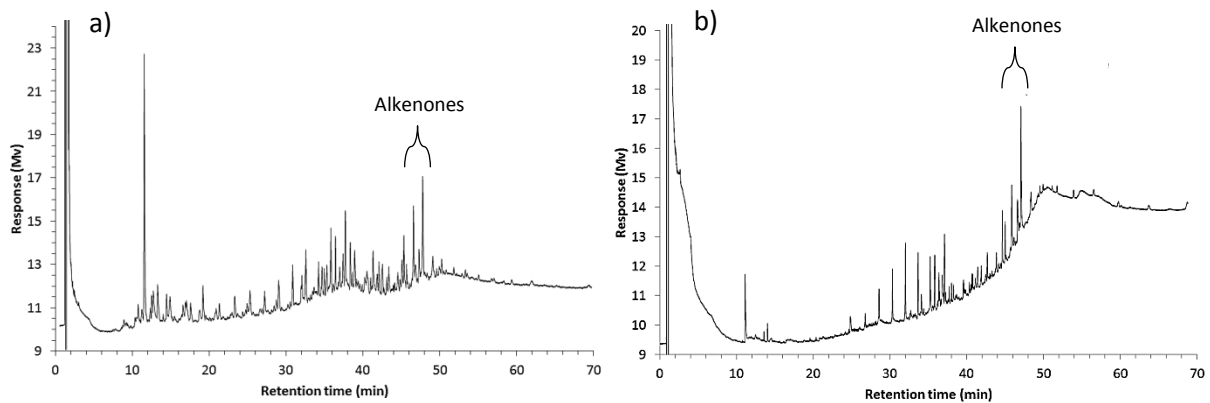 a)
Alkenones
Response (Mv)
23
21
19
17
15
13
11
9
0 10 20 30 40 50 60 70
Retention time (min)
b)
Alkenones
Response (Mv)
20
19
18
17
16
15
14
13
12
11
10
9
0 10 20 30 40 50 60 70
Retention time (min)